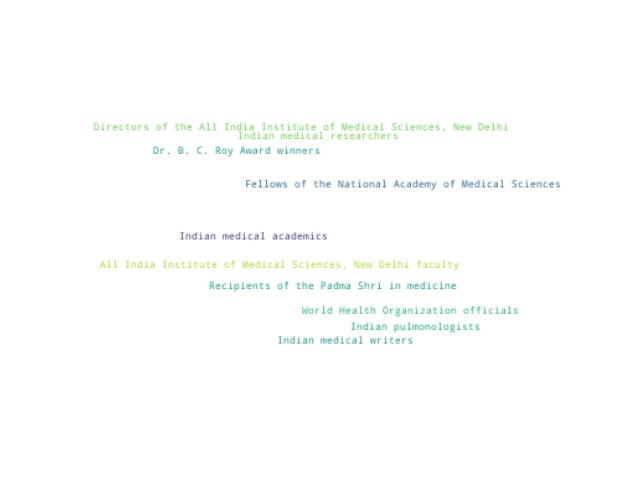 Directors of the All India Institute of Medical Sciences, New Delhi
Indian medical researchers
Dr. B. C. Roy Award winners
Fellows of the National Academy of Medical Sciences
Indian medical academics
All India Institute of Medical Sciences, New Delhi faculty
Recipients of the Padma Shri in medicine
World Health Organization officials
Indian pulmonologists
Indian medical writers